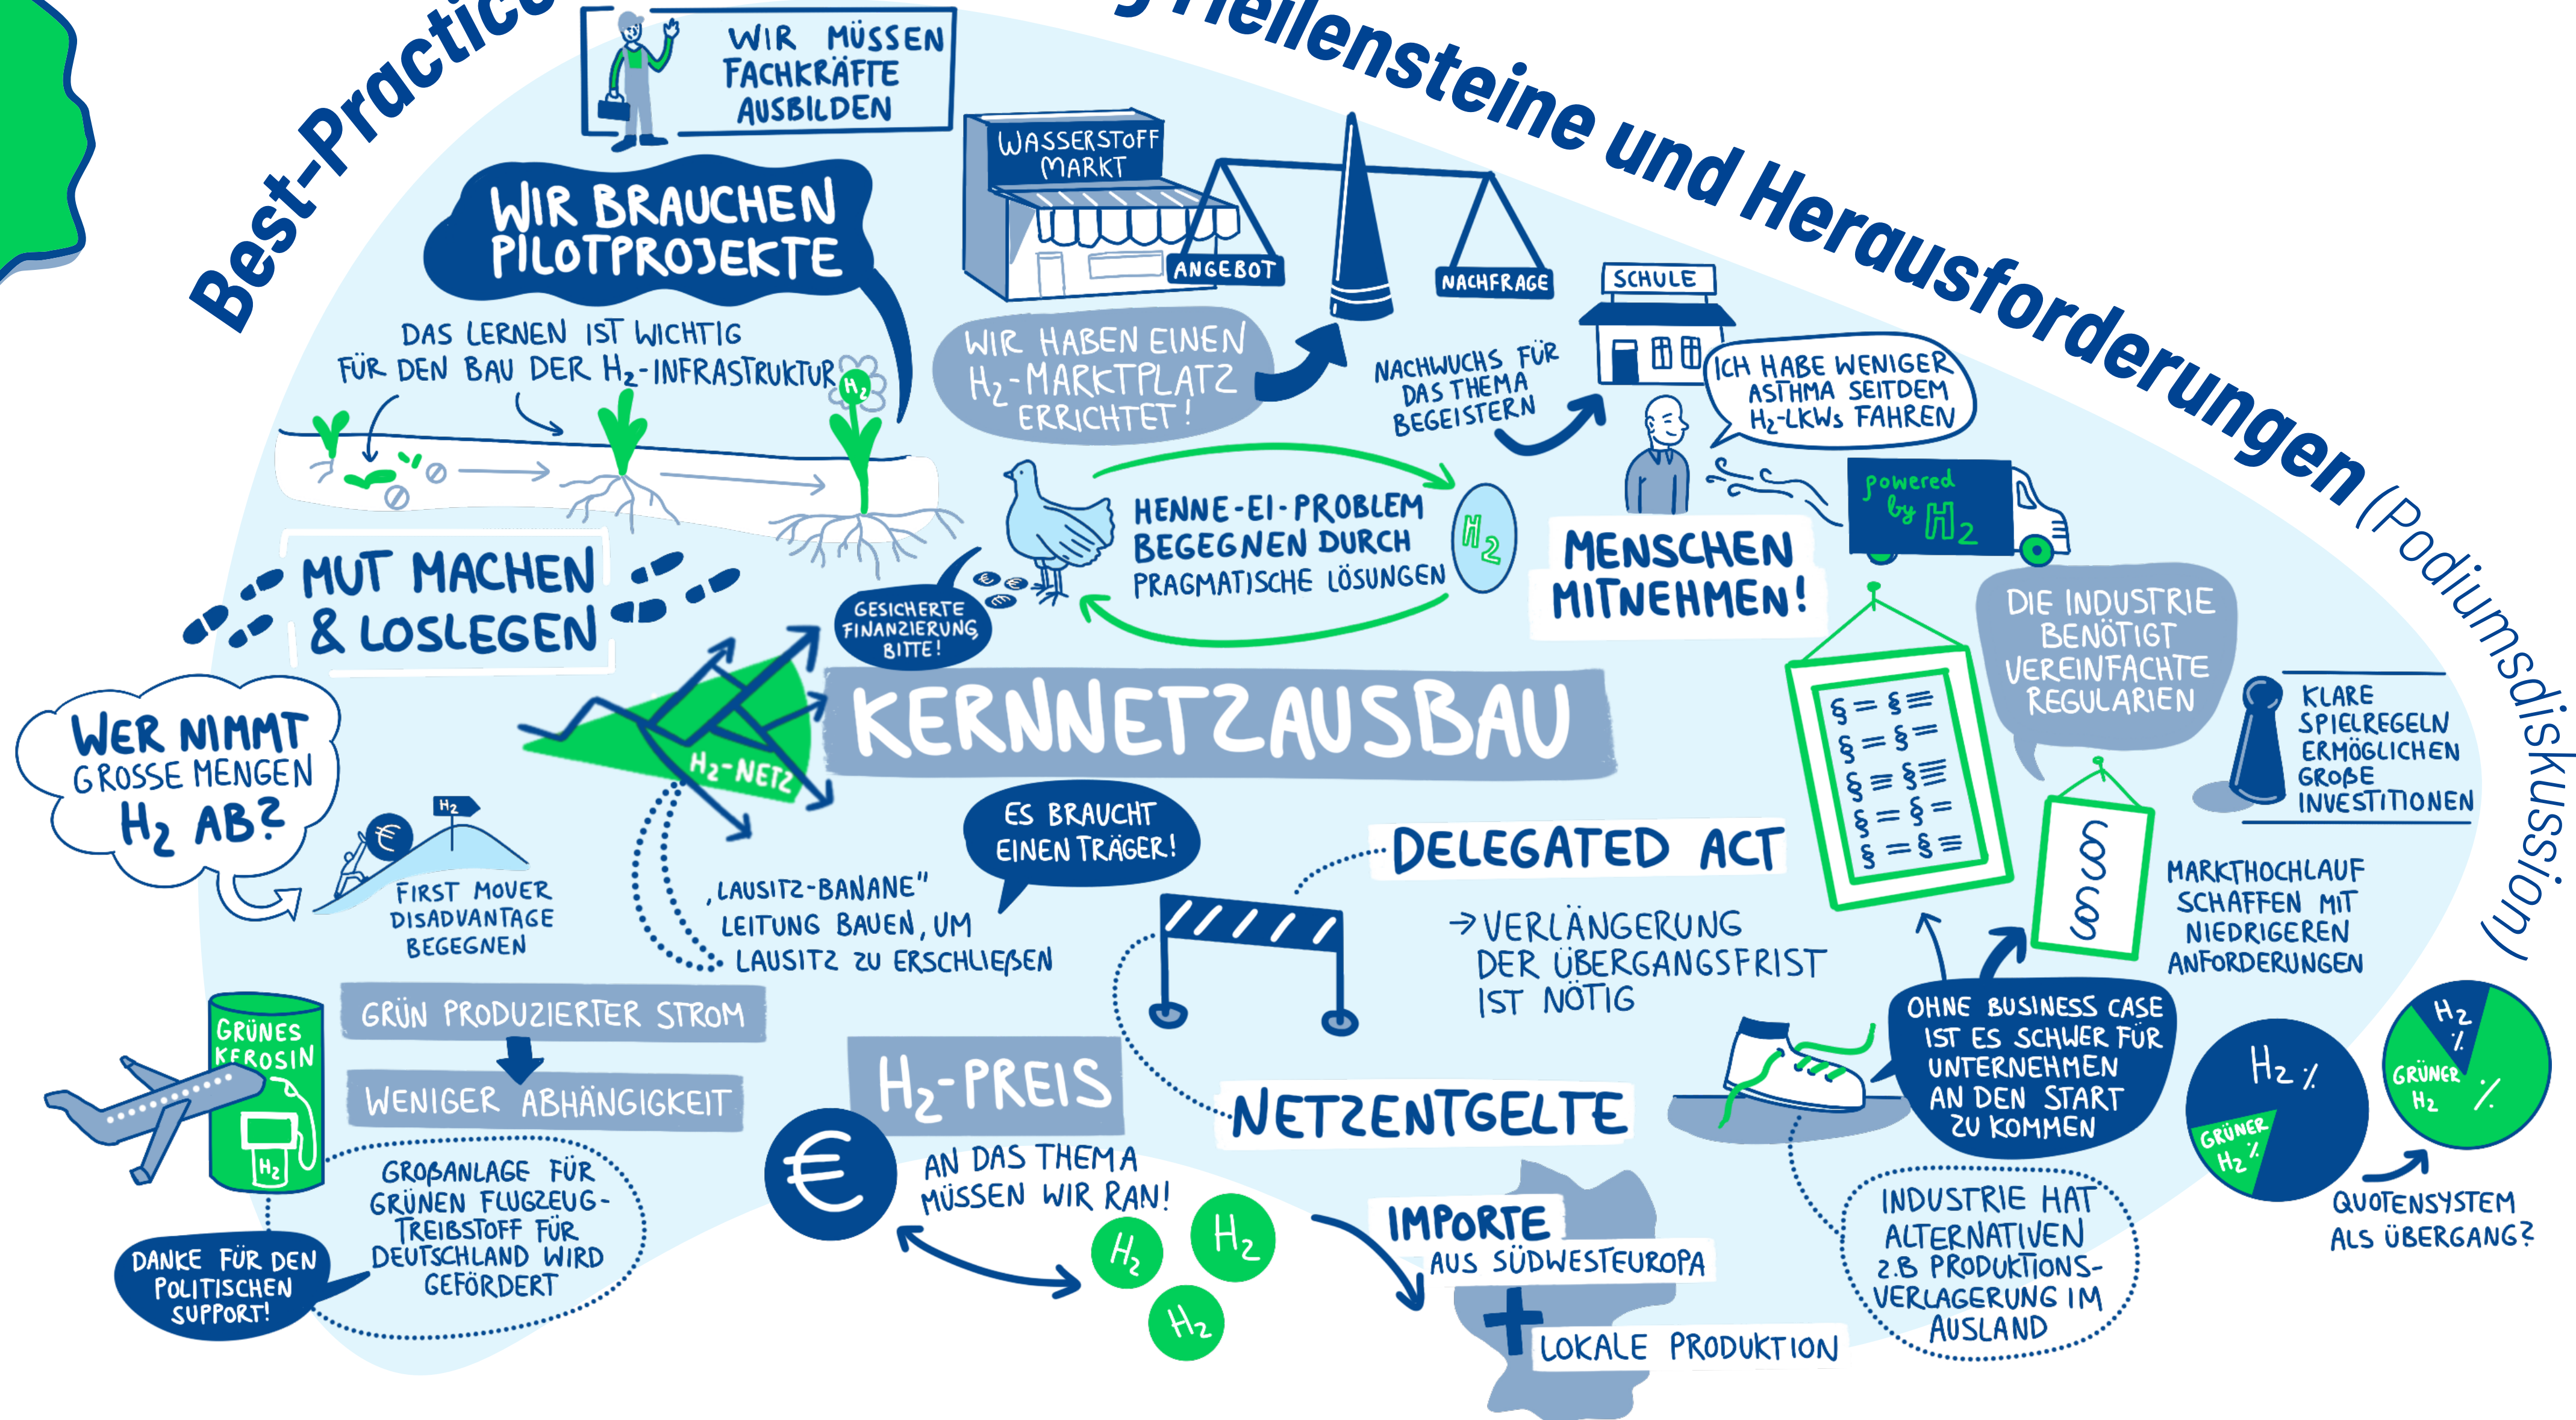 Best-Practice
Meilensteine und Herausforderungen (Podiumsdiskussion)
WIR MÜSSEN
FACHKRÄFTE
AUSBILDEN
WIR BRAUCHEN
PILOTPROJEKTE
DAS LERNEN IST WICHTIG
FÜR DEN BAU DER H₂-INFRASTRUKTUR
H₂
WASSERSTOFF
MARKT
ANGEBOT
NACHFRAGE
WIR HABEN EINEN
H₂-MARKTPLATZ
ERRICHTET!
SCHULE
NACHWUCHS FÜR
DAS THEMA
BEGEISTERN
ICH HABE WENIGER
ASTHMA SEITDEM
H₂-LKWs FAHREN
powered
by H₂
MENSCHEN
MITNEHMEN!
HENNE-EI-PROBLEM
BEGEGNEN DURCH
PRAGMATISCHE LÖSUNGEN
H₂
MUT MACHEN
& LOSLEGEN
GESICHERTE
FINANZIERUNG,
BITTE!
€ €
KERNNETZAUSBAU
H₂-NETZ
WER NIMMT
GROSSE MENGEN
H₂ AB?
H₂
€
FIRST MOVER
DISADVANTAGE
BEGEGNEN
ES BRAUCHT
EINEN TRÄGER!
„LAUSITZ-BANANE"
LEITUNG BAUEN, UM
LAUSITZ ZU ERSCHLIEßEN
DELEGATED ACT
→ VERLÄNGERUNG
DER ÜBERGANGSFRIST
IST NÖTIG
DIE INDUSTRIE
BENÖTIGT
VEREINFACHTE
REGULARIEN
§ = §≡
§ = §=
§ ≡ §≡
§ = §=
§ = §≡
§
§
§
KLARE
SPIELREGELN
ERMÖGLICHEN
GROßE
INVESTITIONEN
MARKTHOCHLAUF
SCHAFFEN MIT
NIEDRIGEREN
ANFORDERUNGEN
GRÜNES
KEROSIN
H₂
GRÜN PRODUZIERTER STROM
WENIGER ABHÄNGIGKEIT
GROßANLAGE FÜR
GRÜNEN FLUGZEUG-
TREIBSTOFF FÜR
DEUTSCHLAND WIRD
GEFÖRDERT
DANKE FÜR DEN
POLITISCHEN
SUPPORT!
H₂-PREIS
€
AN DAS THEMA
MÜSSEN WIR RAN!
H₂
H₂
H₂
NETZENTGELTE
IMPORTE
AUS SÜDWESTEUROPA
+
LOKALE PRODUKTION
OHNE BUSINESS CASE
IST ES SCHWER FÜR
UNTERNEHMEN
AN DEN START
ZU KOMMEN
INDUSTRIE HAT
ALTERNATIVEN
Z.B PRODUKTIONS-
VERLAGERUNG IM
AUSLAND
H₂ %
GRÜNER
H₂ %
H₂
%
GRÜNER
H₂ %
QUOTENSYSTEM
ALS ÜBERGANG?